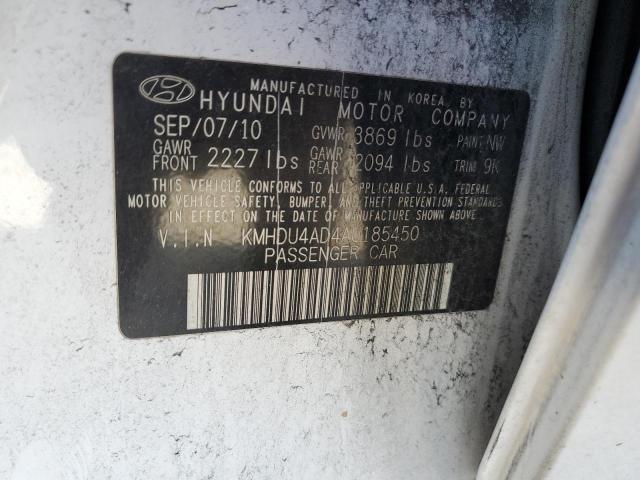 MANUFACTURED IN KOREA BY
HYUNDAI MOTOR COMPANY
SEP/07/10 GVWR 3869 lbs PAINT NW
GAWR FRONT 2227 lbs GAWR REAR 2094 lbs TRIM 9K
THIS VEHICLE CONFORMS TO ALL APPLICABLE U.S.A. FEDERAL
MOTOR VEHICLE SAFETY, BUMPER, AND THEFT PREVENTION STANDARDS
IN EFFECT ON THE DATE OF MANUFACTURE SHOWN ABOVE.
V.I.N KMHDU4AD4AU185450
PASSENGER CAR